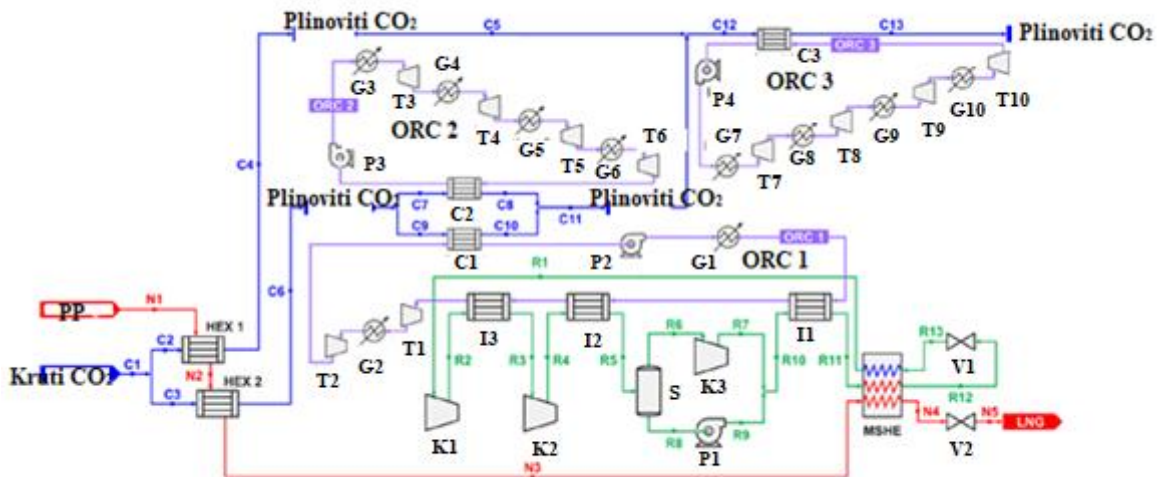 Plinoviti CO₂
C5
C12
C13
Plinoviti CO₂
C3
ORC 3
ORC 3
P4
T10
G10
T9
G9
T8
G8
T7
G7
G4
G3
T3
ORC 2
ORC 2
T4
G5
T5
G6
T6
P3
C4
Plinoviti CO₂
C7
C8
C2
C11
Plinoviti CO₂
C9
C10
C1
P2
G1
ORC 1
ORC 1
R1
C6
PP
N1
HEX 1
C2
Kruti CO₂
C1
N2
HEX 2
C3
T2
G2
T1
I3
I2
I1
R2
R3
R4
R5
R6
R7
R10
R11
R13
V1
R12
K1
K2
S
K3
R8
P1
R9
MSHE
N4
N5
V2
LNG
N3